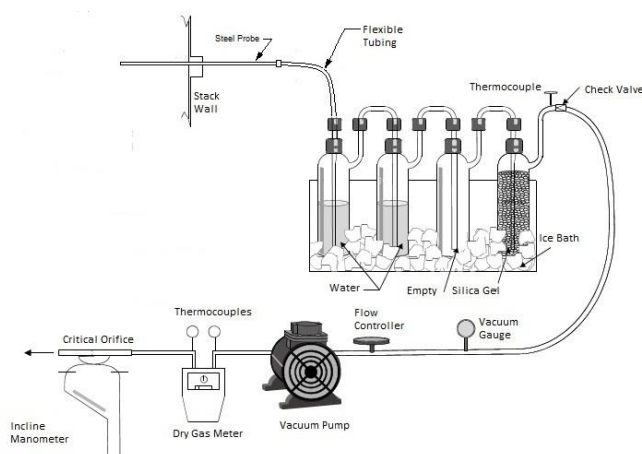 Steel Probe
Flexible
Tubing
Stack
Wall
Thermocouple
Check Valve
Ice Bath
Water
Empty
Silica Gel
Thermocouples
Critical Orifice
Flow
Controller
Vacuum
Gauge
Incline
Manometer
Dry Gas Meter
Vacuum Pump